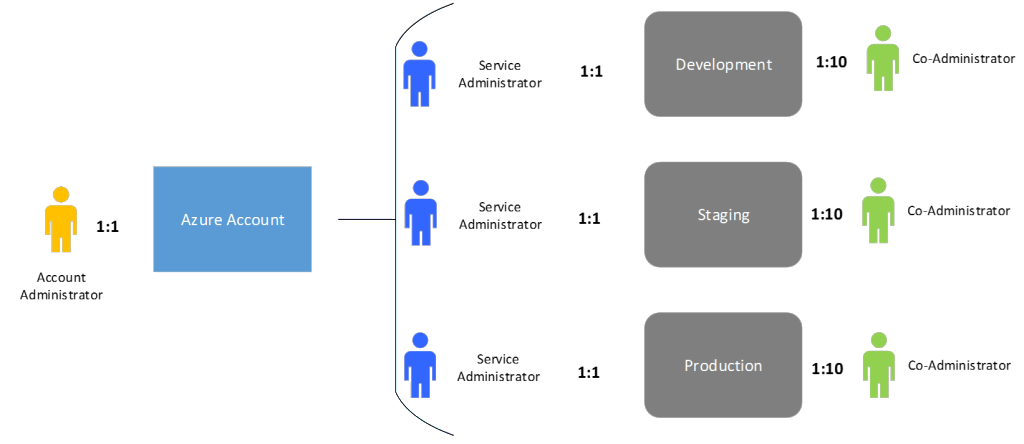 Service
Administrator
1:1
Development
1:10
Co-Administrator
Account
Administrator
1:1
Azure Account
Service
Administrator
1:1
Staging
1:10
Co-Administrator
Service
Administrator
1:1
Production
1:10
Co-Administrator